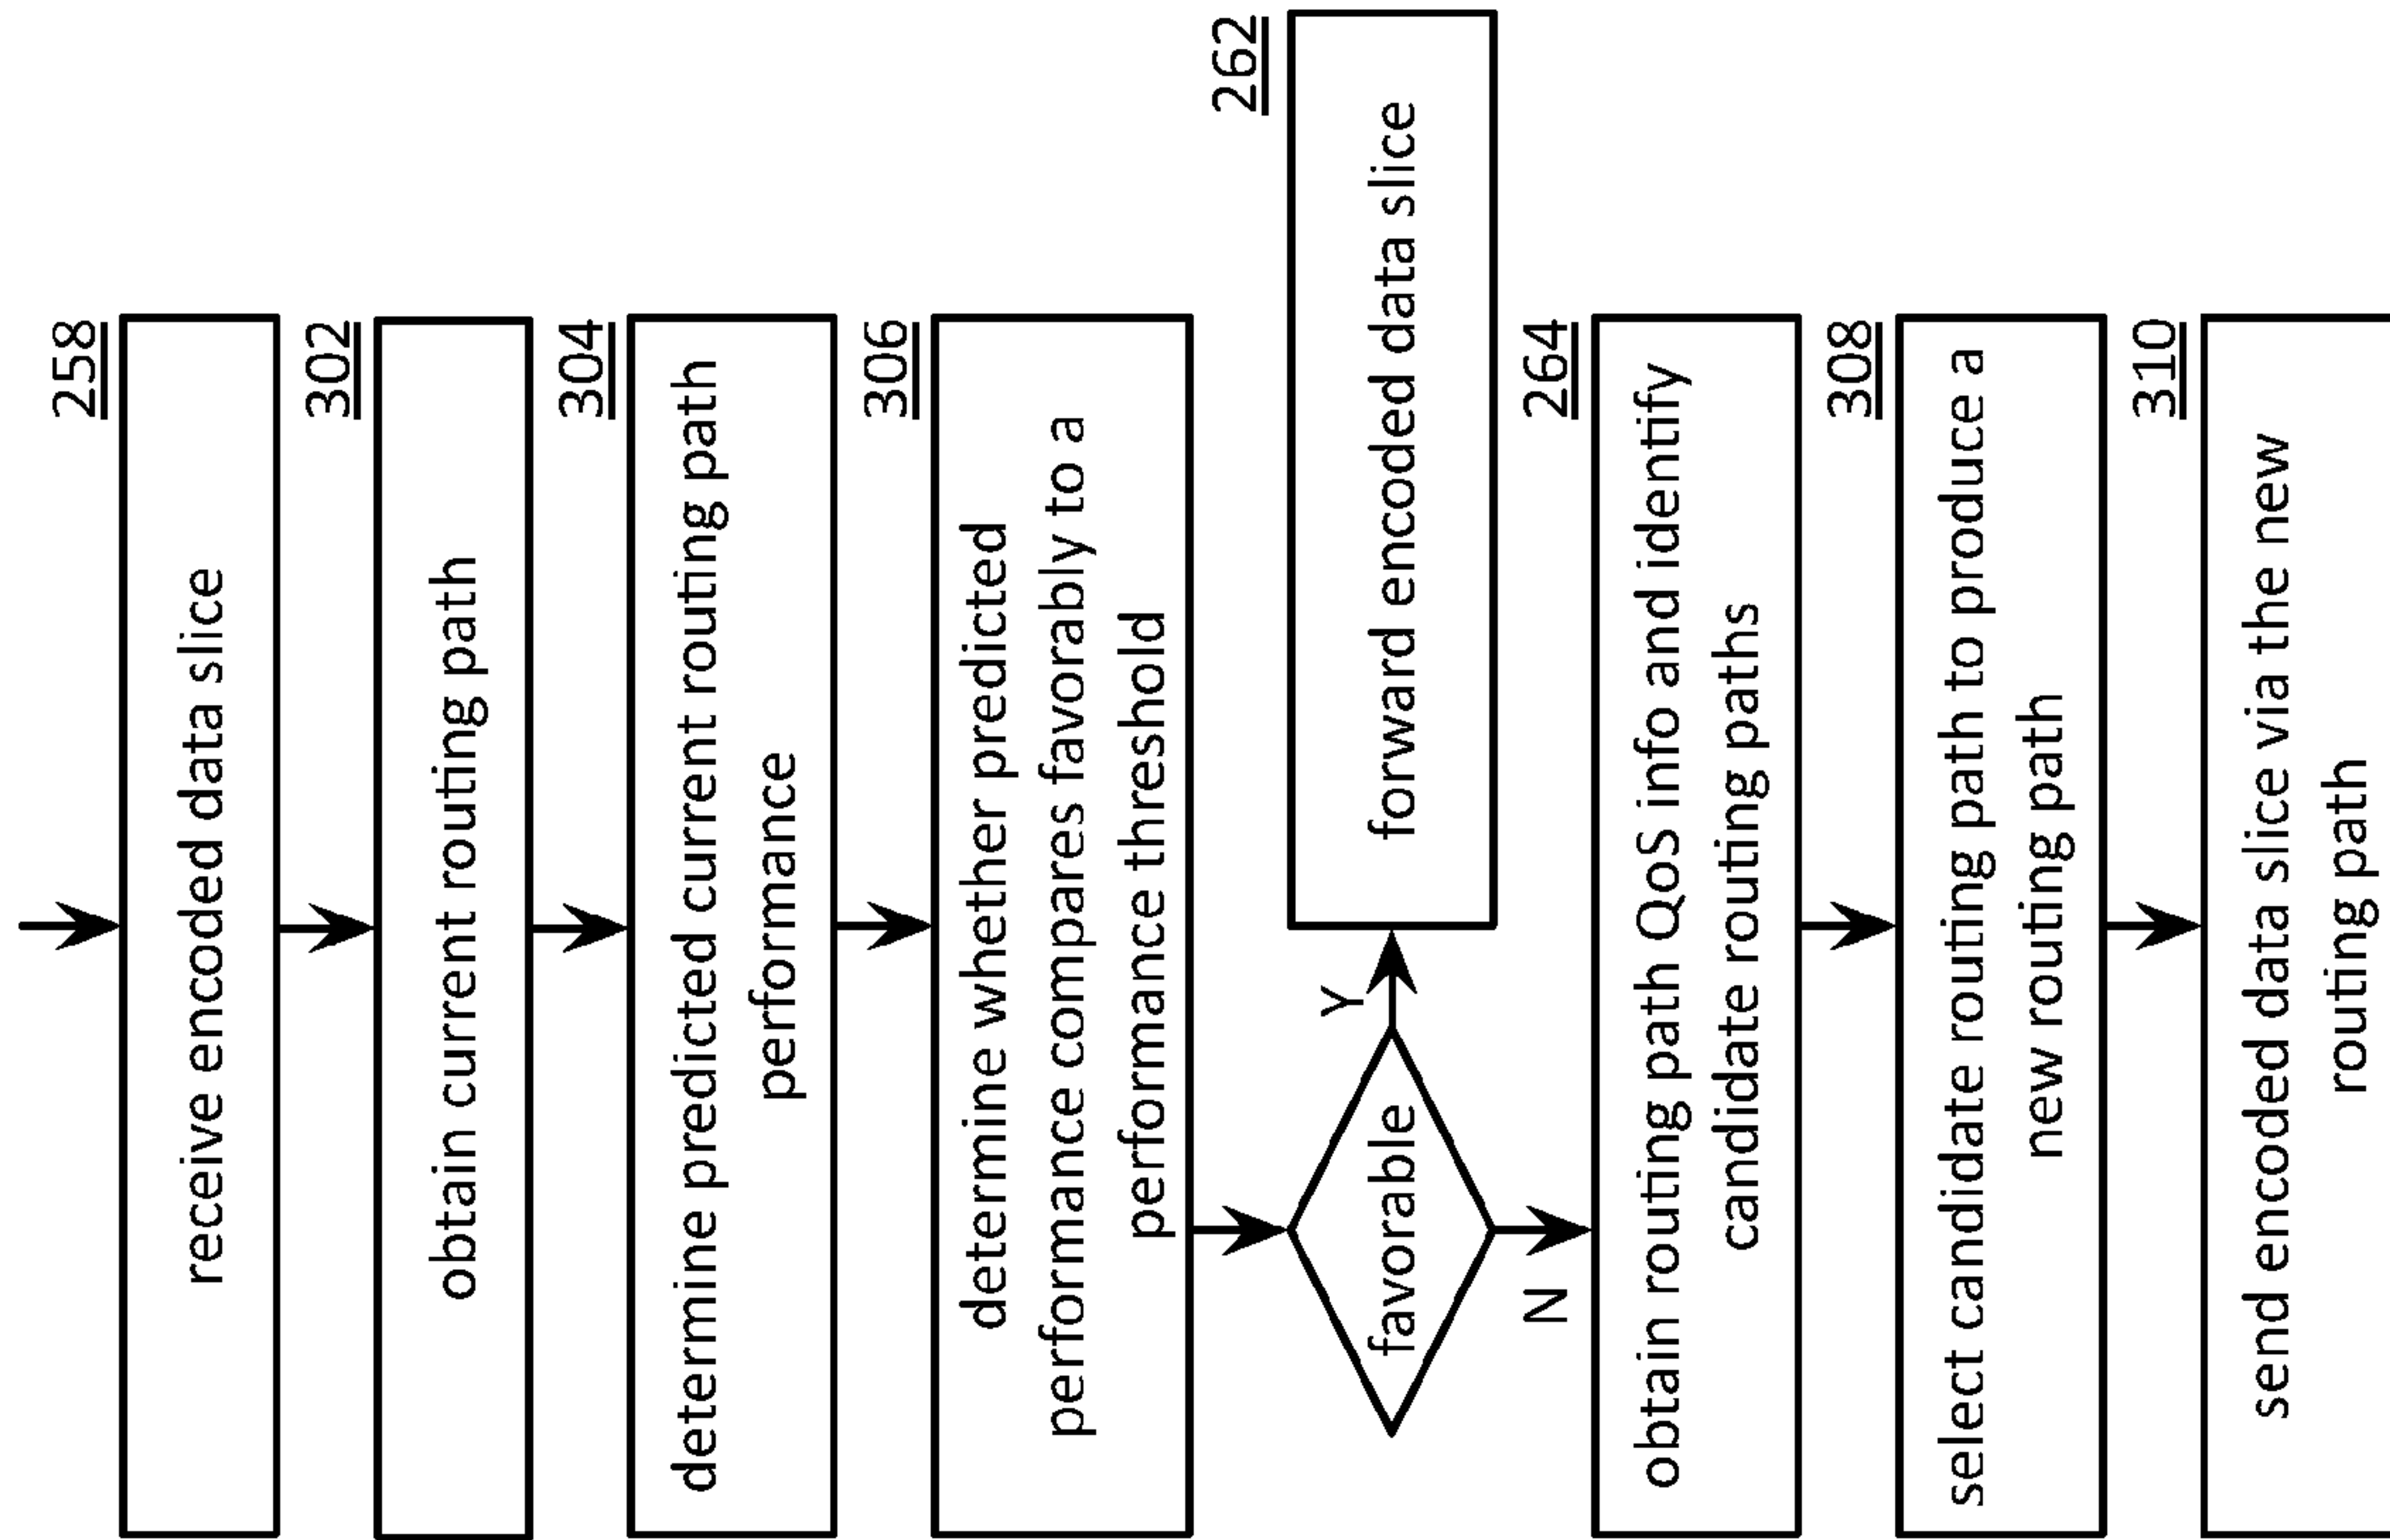 258
receive encoded data slice
302
obtain current routing path
304
determine predicted current routing path
performance
306
determine whether predicted
performance compares favorably to a
performance threshold
favorable
Y
262
forward encoded data slice
N
264
obtain routing path QoS info and identify
candidate routing paths
308
select candidate routing path to produce a
new routing path
310
send encoded data slice via the new
routing path